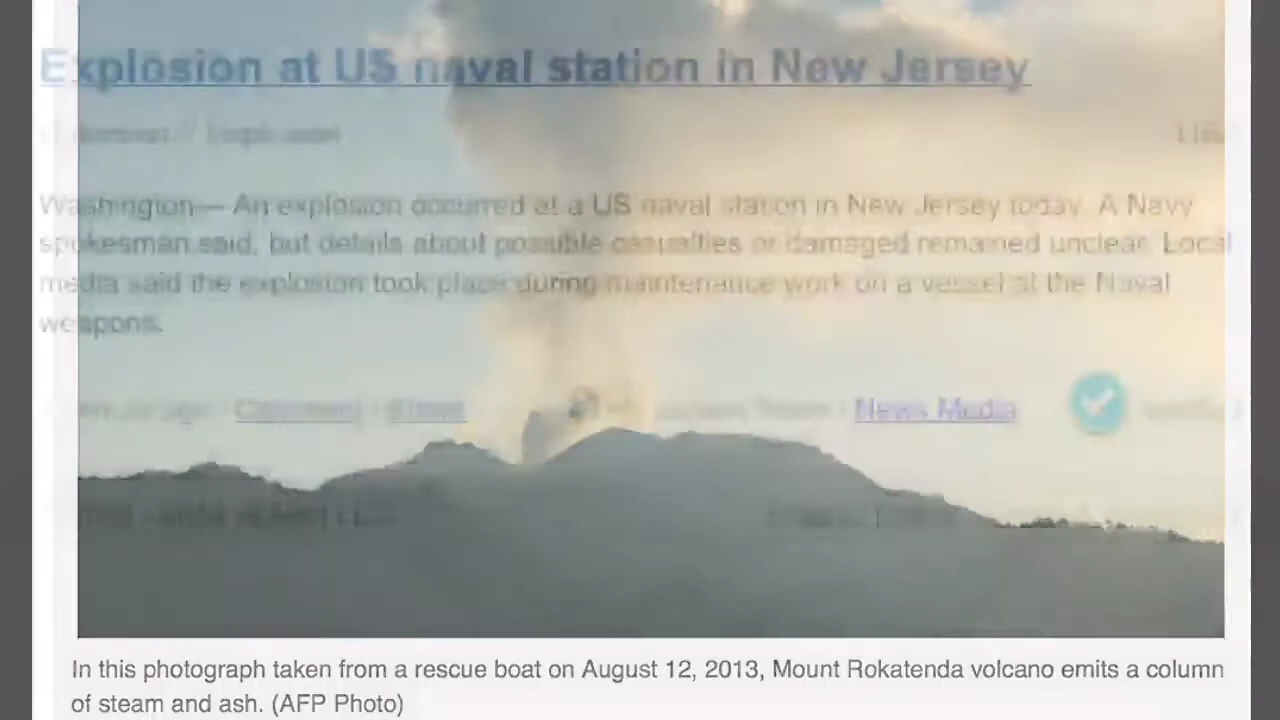 Explosion at US naval station in New Jersey
Washington— An explosion occurred at a US naval station in New Jersey today. A Navy
spokesman said, but details about possible casualties or damaged remained unclear. Local
media said the explosion took place during maintenance work on a vessel at the Naval
weapons.
Comment | Share News Media
In this photograph taken from a rescue boat on August 12, 2013, Mount Rokatenda volcano emits a column
of steam and ash. (AFP Photo)